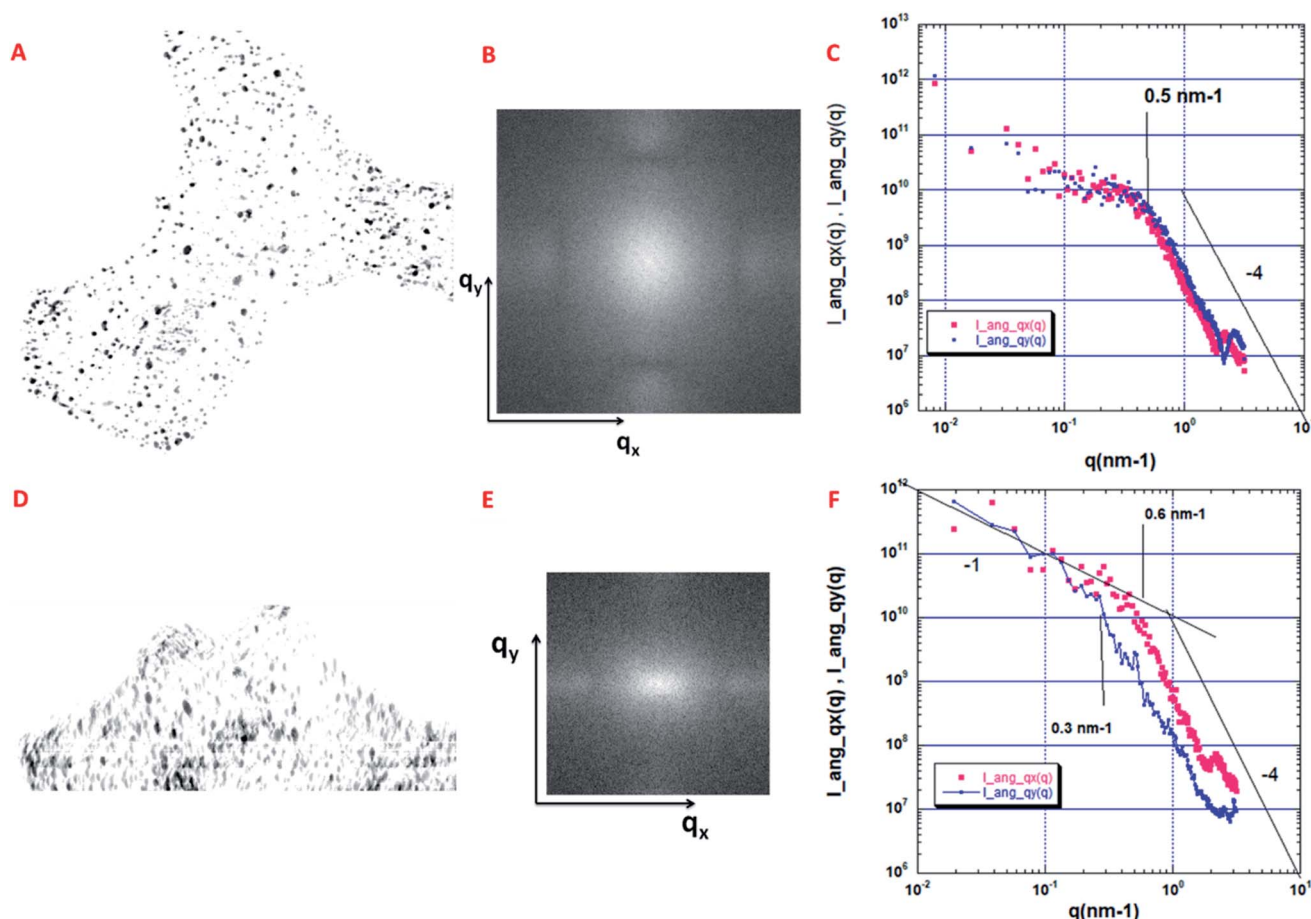 A
B
q_y
q_x
C
I_ang_qx(q) , I_ang_qy(q)
10^13
10^12
10^11
10^10
10^9
10^8
10^7
10^6
0.5 nm-1
-4
I_ang_qx(q)
I_ang_qy(q)
10^-2
10^-1
10^0
10
q(nm-1)
D
E
q_y
q_x
F
I_ang_qx(q) , I_ang_qy(q)
10^12
10^11
10^10
10^9
10^8
10^7
10^6
-1
0.6 nm-1
0.3 nm-1
-4
I_ang_qx(q)
I_ang_qy(q)
10^-2
10^-1
10^0
10^1
q(nm-1)